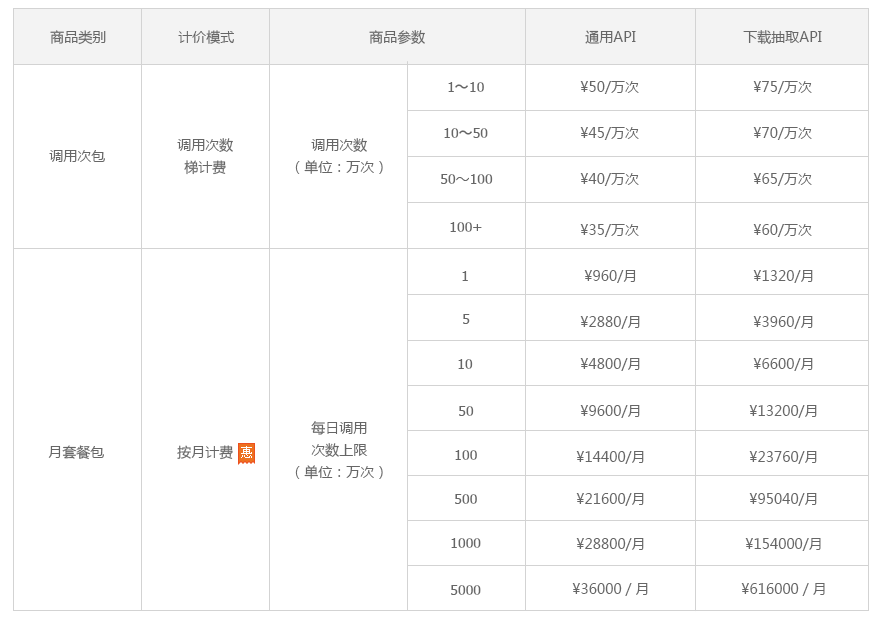 商品类别 计价模式 商品参数 通用API 下载抽取API
调用次包
调用次数
梯计费
调用次数
（单位：万次）
1～10 ¥50/万次 ¥75/万次
10～50 ¥45/万次 ¥70/万次
50～100 ¥40/万次 ¥65/万次
100+ ¥35/万次 ¥60/万次
月套餐包
按月计费 惠
每日调用
次数上限
（单位：万次）
1 ¥960/月 ¥1320/月
5 ¥2880/月 ¥3960/月
10 ¥4800/月 ¥6600/月
50 ¥9600/月 ¥13200/月
100 ¥14400/月 ¥23760/月
500 ¥21600/月 ¥95040/月
1000 ¥28800/月 ¥154000/月
5000 ¥36000 / 月 ¥616000 / 月